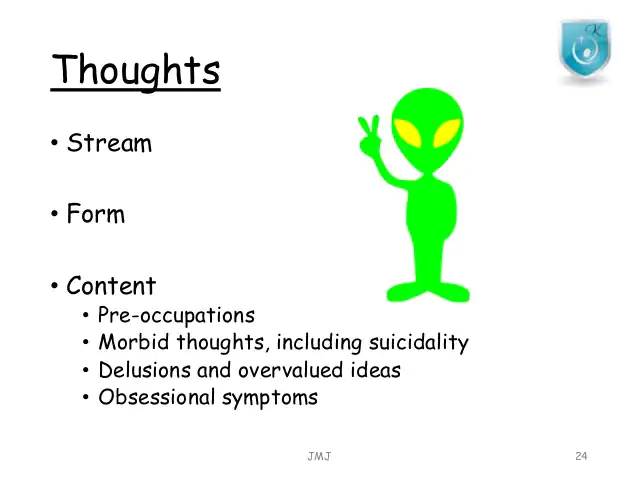 Thoughts
• Stream
• Form
• Content
• Pre-occupations
• Morbid thoughts, including suicidality
• Delusions and overvalued ideas
• Obsessional symptoms
K
JMJ
24